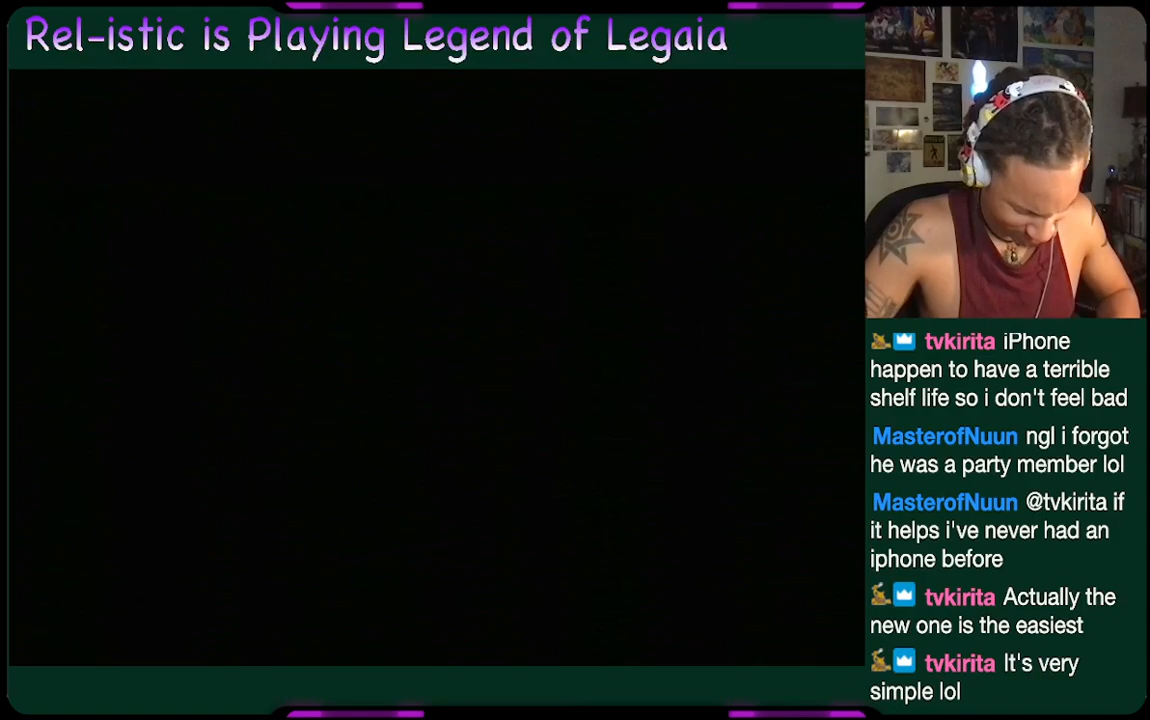 Rel-istic is Playing Legend of Legaia
tvkirita iPhone
happen to have a terrible
shelf life so i don't feel bad
MasterofNuun ngl i forgot
he was a party member lol
MasterofNuun @tvkirita if
it helps i've never had an
iphone before
tvkirita Actually the
new one is the easiest
tvkirita It's very
simple lol